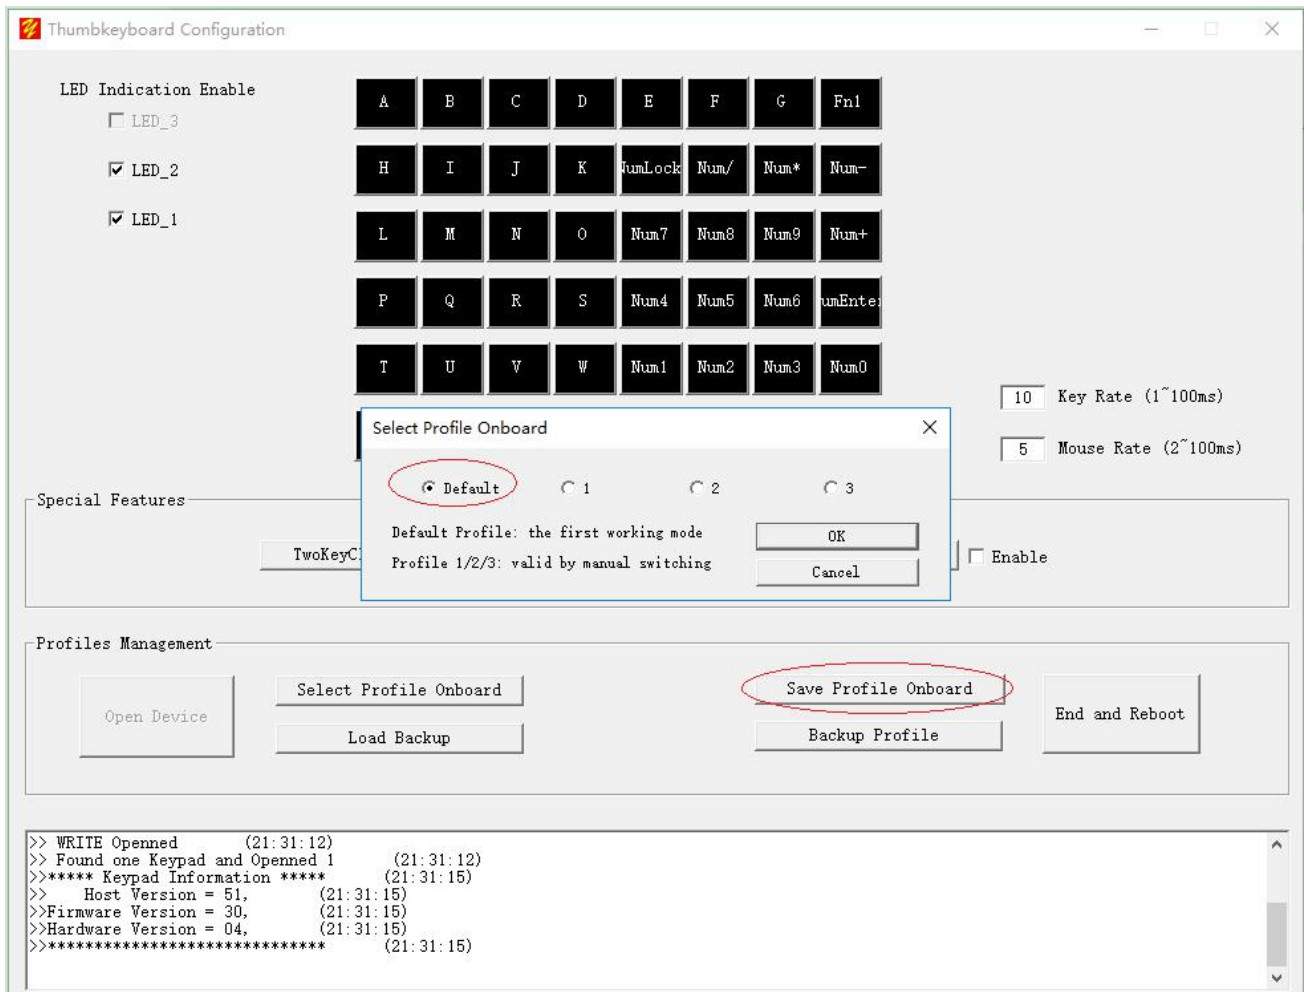 Thumbkeyboard Configuration
LED Indication Enable
LED_3
LED_2
LED_1
A B C D E F G Fn1
H I J K NumLock Num/ Num* Num-
L M N O Num7 Num8 Num9 Num+
P Q R S Num4 Num5 Num6 umEnte
T U V W Num1 Num2 Num3 Num0
10 Key Rate (1~100ms)
5 Mouse Rate (2~100ms)
Select Profile Onboard
Default 1 2 3
Default Profile: the first working mode
Profile 1/2/3: valid by manual switching
OK
Cancel
Special Features
TwoKeyC
Enable
Profiles Management
Open Device
Select Profile Onboard
Load Backup
Save Profile Onboard
Backup Profile
End and Reboot
>> WRITE Openned (21:31:12)
>> Found one Keypad and Openned 1 (21:31:12)
>>***** Keypad Information ***** (21:31:15)
>> Host Version = 51, (21:31:15)
>>Firmware Version = 30, (21:31:15)
>>Hardware Version = 04, (21:31:15)
>>****************************** (21:31:15)